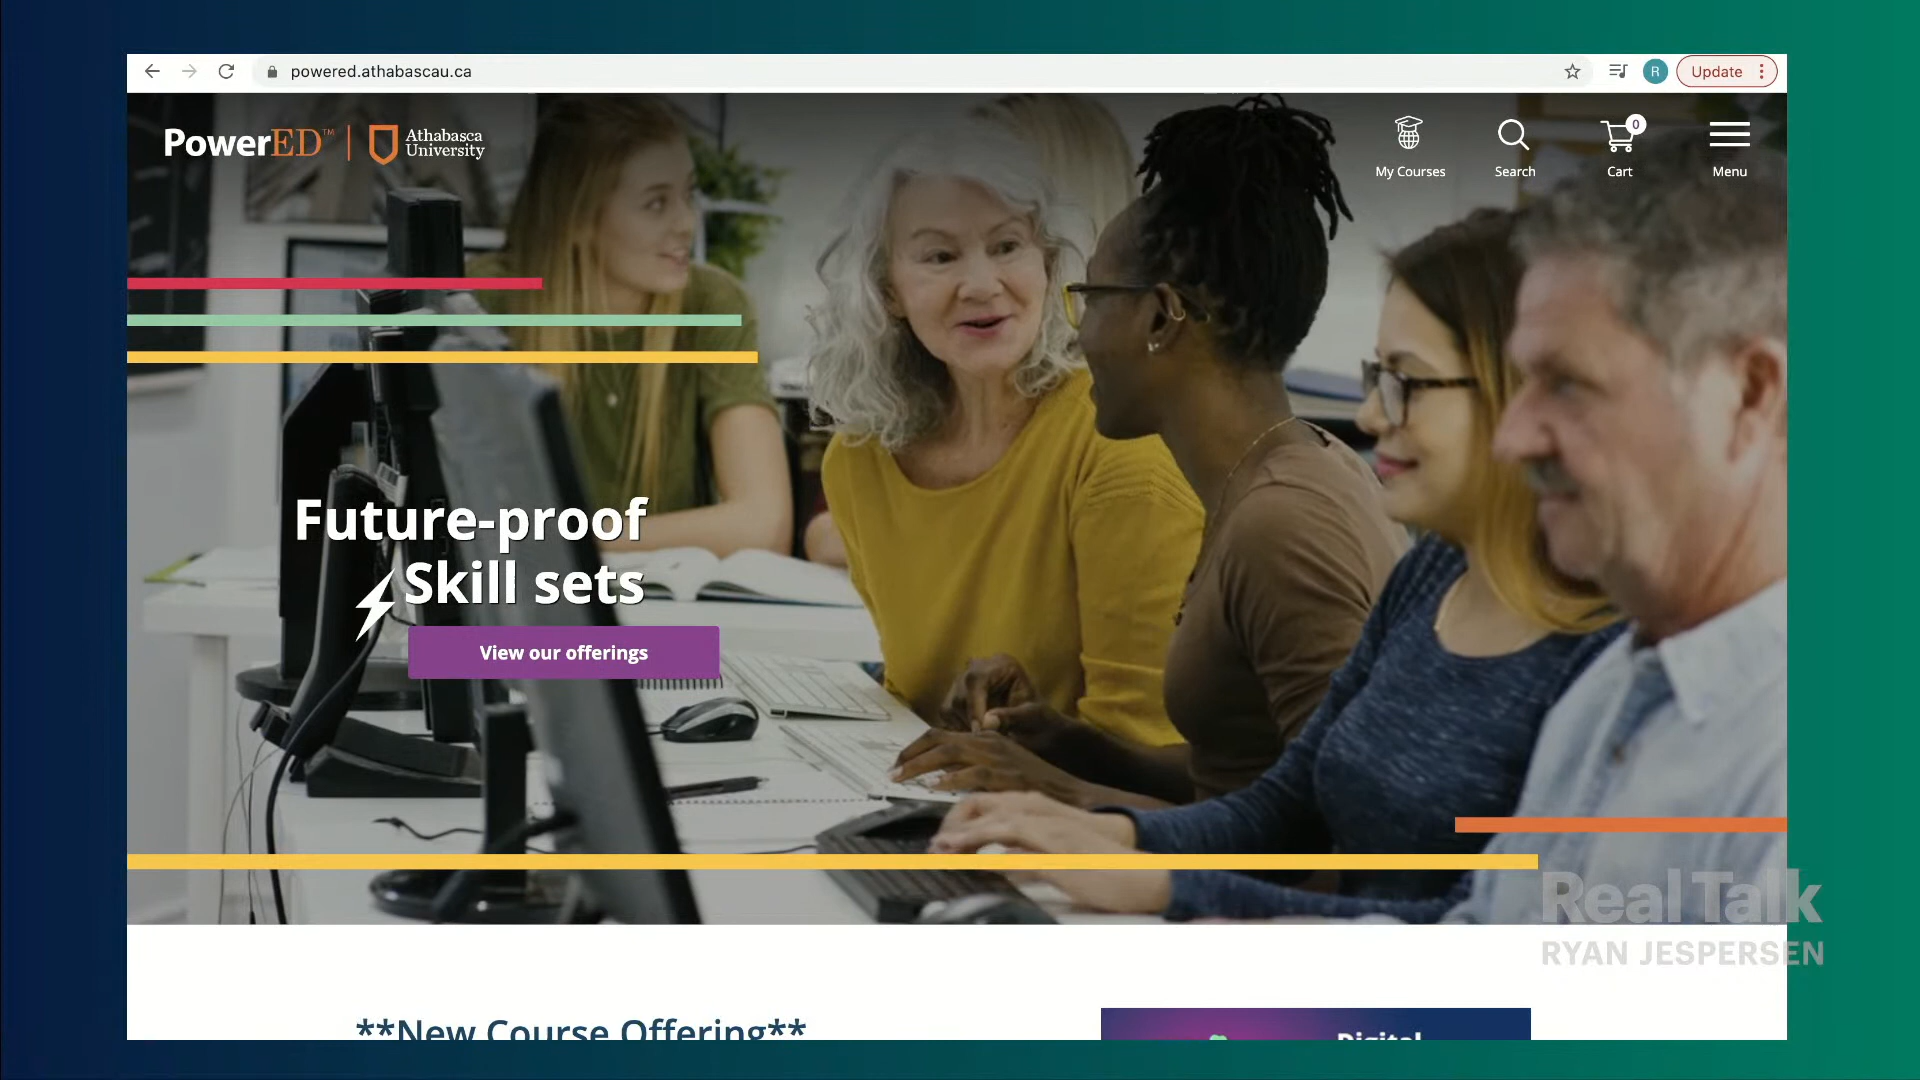 powered.athabascau.ca
R
Update
PowerED™
Athabasca
University
My Courses
Search
0
Cart
Menu
Future-proof
Skill sets
View our offerings
Real Talk
RYAN JESPERSEN
**New Course Offering**
Digital